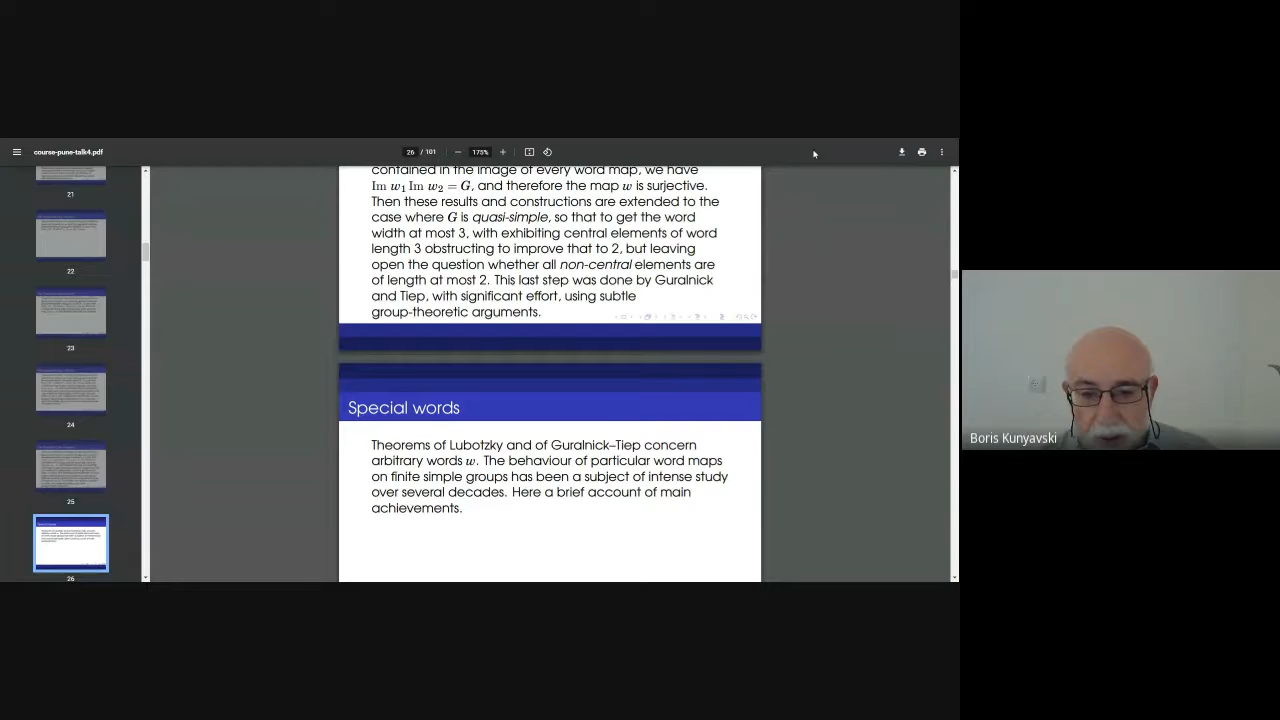 course-pune-talk4.pdf
26 / 101
175%
21
22
23
24
25
26
contained in the image of every word map, we have
Im w₁ Im w₂ = G, and therefore the map w is surjective.
Then these results and constructions are extended to the
case where G is quasi-simple, so that to get the word
width at most 3, with exhibiting central elements of word
length 3 obstructing to improve that to 2, but leaving
open the question whether all non-central elements are
of length at most 2. This last step was done by Guralnick
and Tiep, with significant effort, using subtle
group-theoretic arguments.
Special words
Theorems of Lubotzky and of Guralnick–Tiep concern
arbitrary words w. The behaviour of particular word maps
on finite simple groups has been a subject of intense study
over several decades. Here a brief account of main
achievements.
Boris Kunyavski